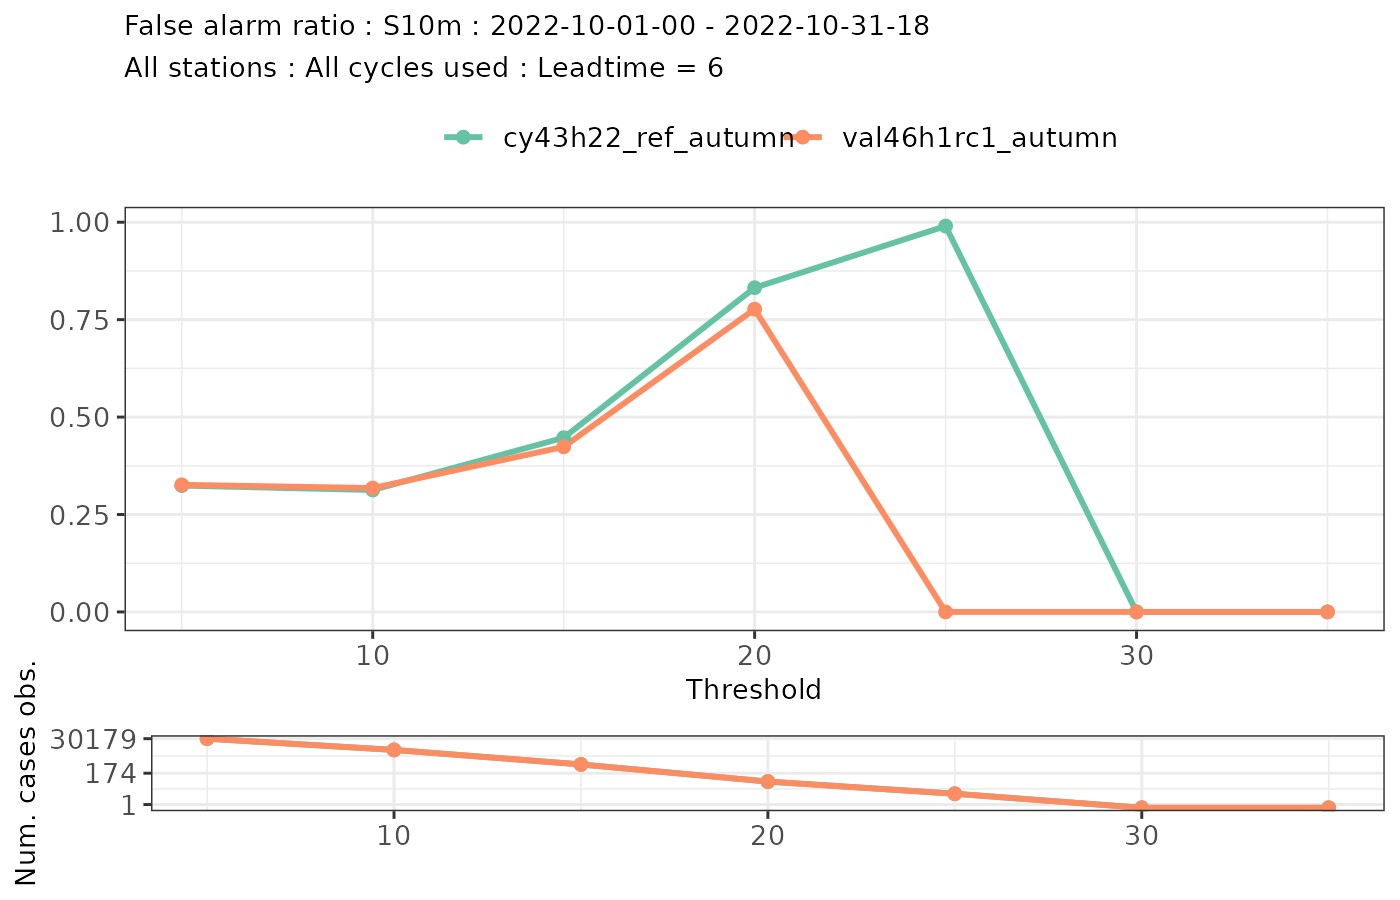 False alarm ratio : S10m : 2022-10-01-00 - 2022-10-31-18
All stations : All cycles used : Leadtime = 6
cy43h22_ref_autumn val46h1rc1_autumn
1.00
0.75
0.50
0.25
0.00
10 20 30
Threshold
Num. cases obs.
30179
174
1
10 20 30